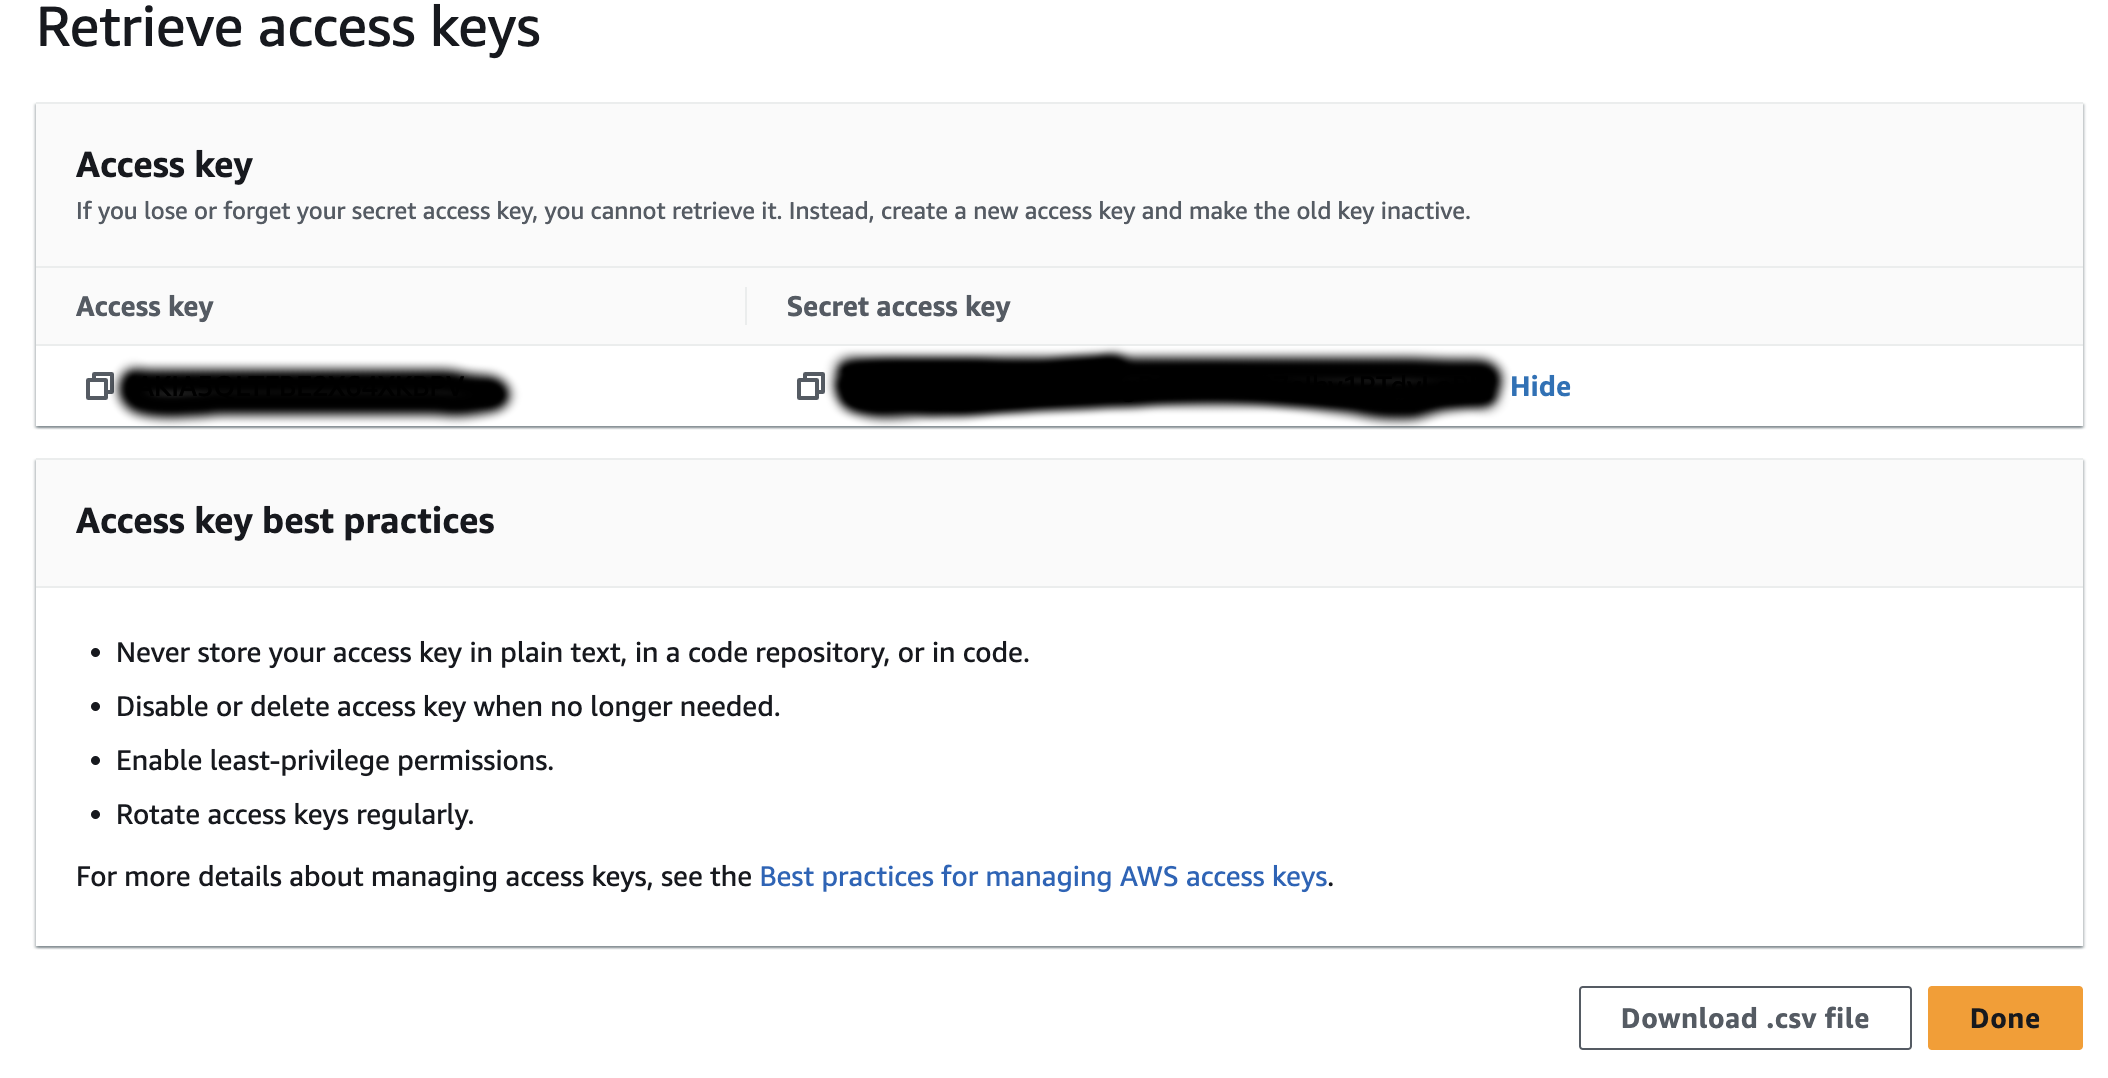 Retrieve access keys
Access key
If you lose or forget your secret access key, you cannot retrieve it. Instead, create a new access key and make the old key inactive.
Access key
Secret access key
Hide
Access key best practices
• Never store your access key in plain text, in a code repository, or in code.
• Disable or delete access key when no longer needed.
• Enable least-privilege permissions.
• Rotate access keys regularly.
For more details about managing access keys, see the Best practices for managing AWS access keys.
Download .csv file
Done